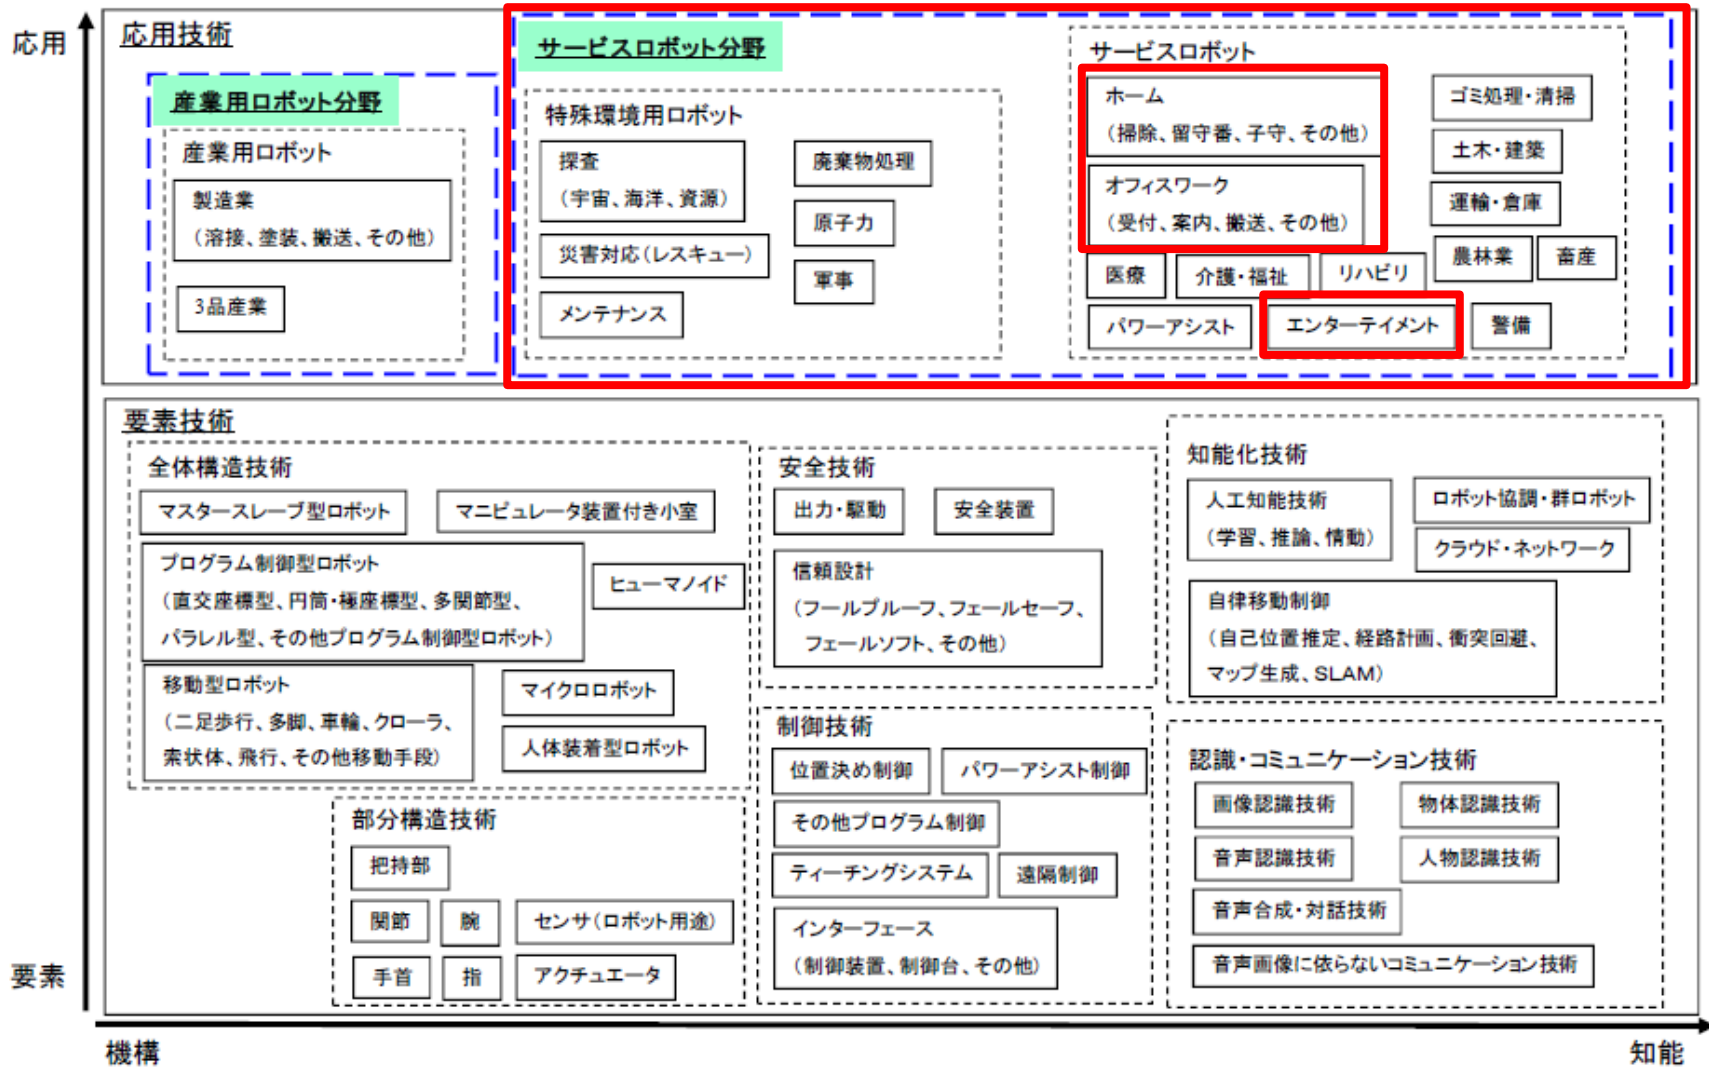 応用
応用技術
産業用ロボット分野
産業用ロボット
製造業
（溶接、塗装、搬送、その他）
3品産業
サービスロボット分野
特殊環境用ロボット
探査
（宇宙、海洋、資源）
災害対応（レスキュー）
メンテナンス
廃棄物処理
原子力
軍事
サービスロボット
ホーム
（掃除、留守番、子守、その他）
オフィスワーク
（受付、案内、搬送、その他）
医療
介護・福祉
リハビリ
パワーアシスト
エンターテイメント
警備
ゴミ処理・清掃
土木・建築
運輸・倉庫
農林業
畜産
要素技術
全体構造技術
マスタースレーブ型ロボット
マニピュレータ装置付き小室
プログラム制御型ロボット
（直交座標型、円筒・極座標型、多関節型、
パラレル型、その他プログラム制御型ロボット）
ヒューマノイド
移動型ロボット
（二足歩行、多脚、車輪、クローラ、
索状体、飛行、その他移動手段）
マイクロロボット
人体装着型ロボット
部分構造技術
把持部
関節
腕
センサ（ロボット用途）
手首
指
アクチュエータ
安全技術
出力・駆動
安全装置
信頼設計
（フールプルーフ、フェールセーフ、
フェールソフト、その他）
制御技術
位置決め制御
パワーアシスト制御
その他プログラム制御
ティーチングシステム
遠隔制御
インターフェース
（制御装置、制御台、その他）
知能化技術
人工知能技術
（学習、推論、情動）
ロボット協調・群ロボット
クラウド・ネットワーク
自律移動制御
（自己位置推定、経路計画、衝突回避、
マップ生成、SLAM）
認識・コミュニケーション技術
画像認識技術
物体認識技術
音声認識技術
人物認識技術
音声合成・対話技術
音声画像に依らないコミュニケーション技術
要素
機構
知能